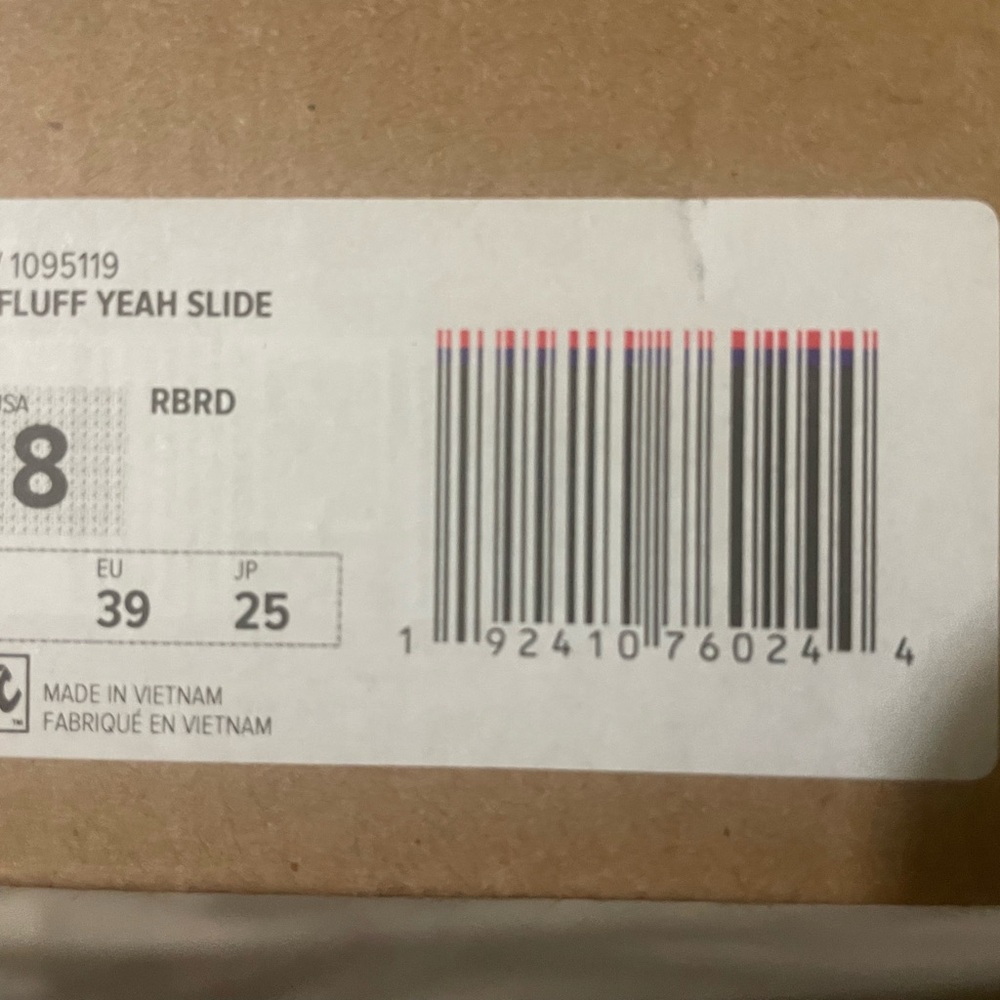 / 1095119
FLUFF YEAH SLIDE
USA
8
RBRD
EU
39
JP
25
MADE IN VIETNAM
FABRIQUÉ EN VIETNAM
1 92410 76024 4